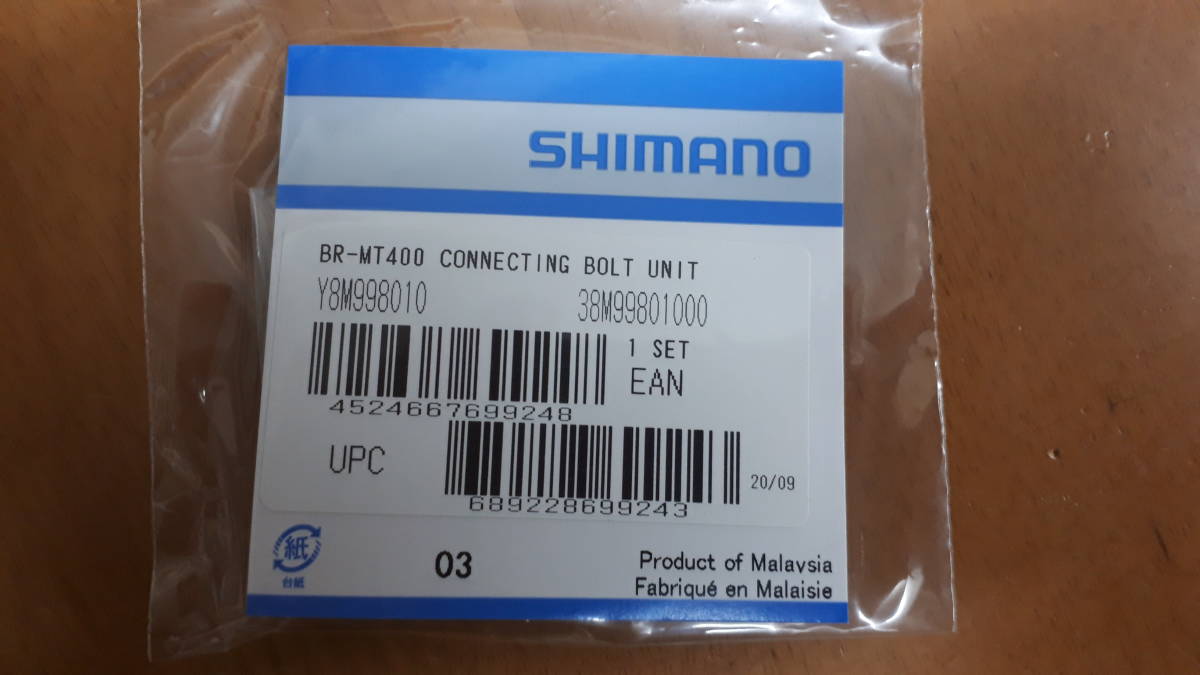 SHIMANO
BR-MT400 CONNECTING BOLT UNIT
Y8M998010 38M99801000
1 SET
EAN
4524667699248
UPC
20/09
689228699243
紙
台紙
03
Product of Malaysia
Fabriqué en Malaisie